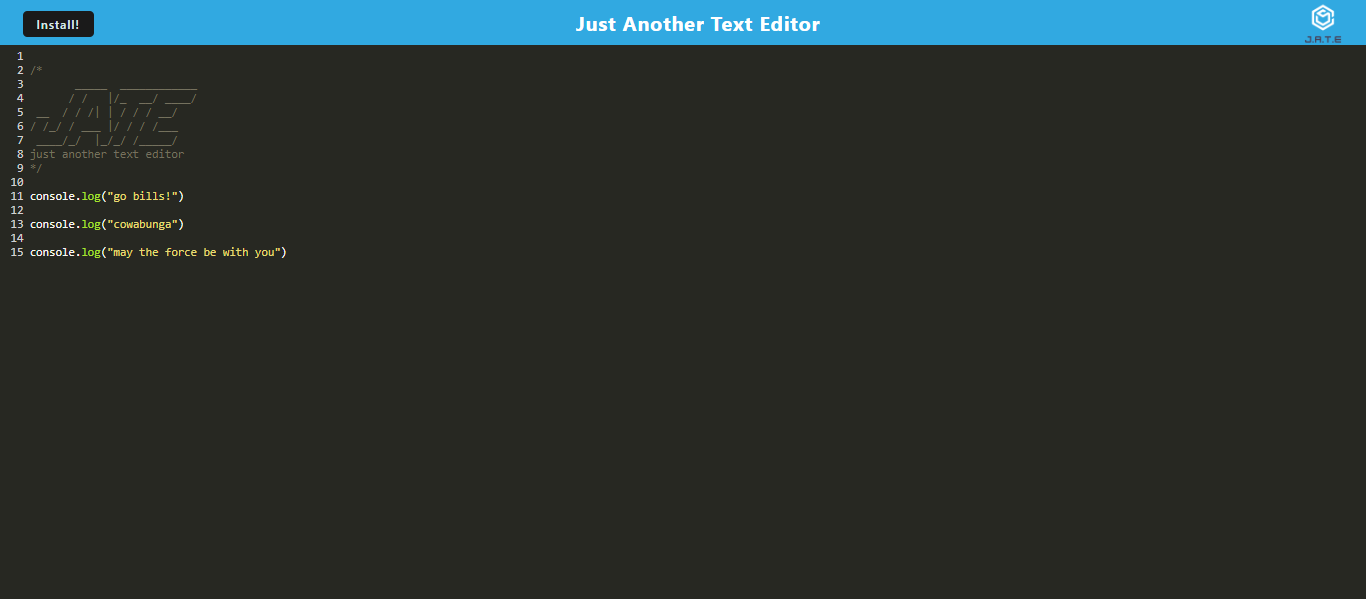 Install!
Just Another Text Editor
J.A.T.E
1
2 /*
3        _____  ____________
4       / /   |/_  __/ ____/
5  __  / / /| | / / / __/
6 / /_/ / ___ |/ / / /___
7  ____/_/  |_/_/ /_____/
8 just another text editor
9 */
10
11 console.log("go bills!")
12
13 console.log("cowabunga")
14
15 console.log("may the force be with you")